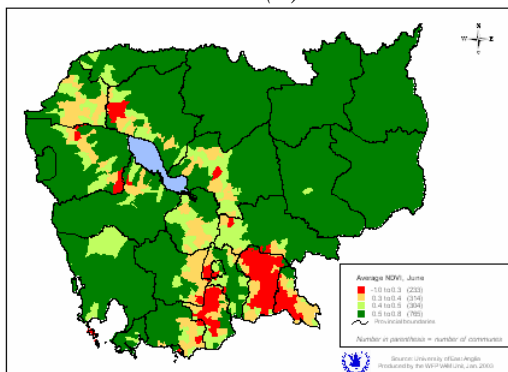 N
W E
S
Average NDVI, June
-1.0 to 0.3 (233)
0.3 to 0.4 (314)
0.4 to 0.5 (304)
0.5 to 0.8 (765)
Provincial boundaries
Number in parenthesis = number of communes
Source: University of East Anglia
Produced by the WFP VAM Unit, Jan. 2003